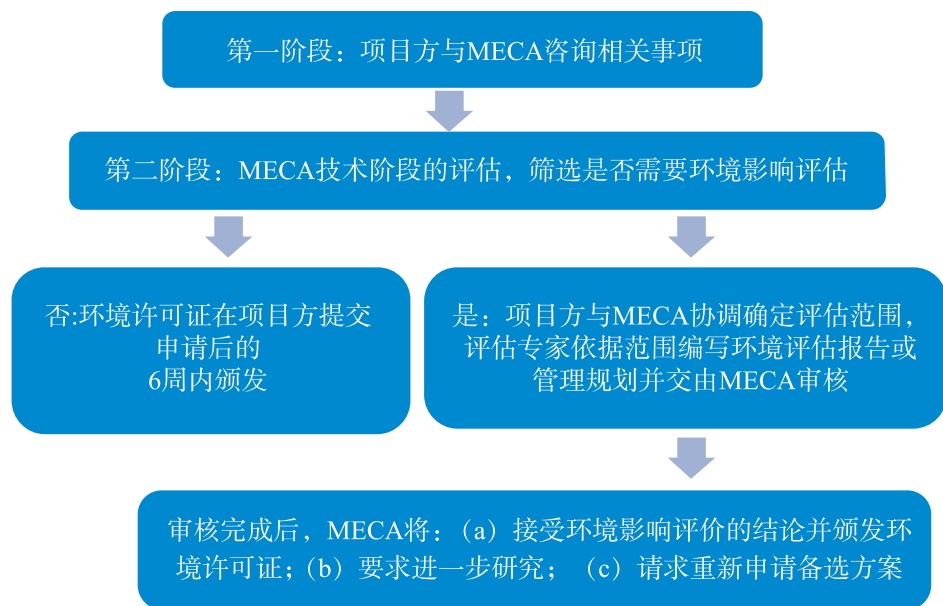 第一阶段：项目方与MECA咨询相关事项
第二阶段：MECA技术阶段的评估，筛选是否需要环境影响评估
否:环境许可证在项目方提交
申请后的
6周内颁发
是：项目方与MECA协调确定评估范围，
评估专家依据范围编写环境评估报告或
管理规划并交由MECA审核
审核完成后，MECA将：（a）接受环境影响评价的结论并颁发环
境许可证；（b）要求进一步研究；（c）请求重新申请备选方案